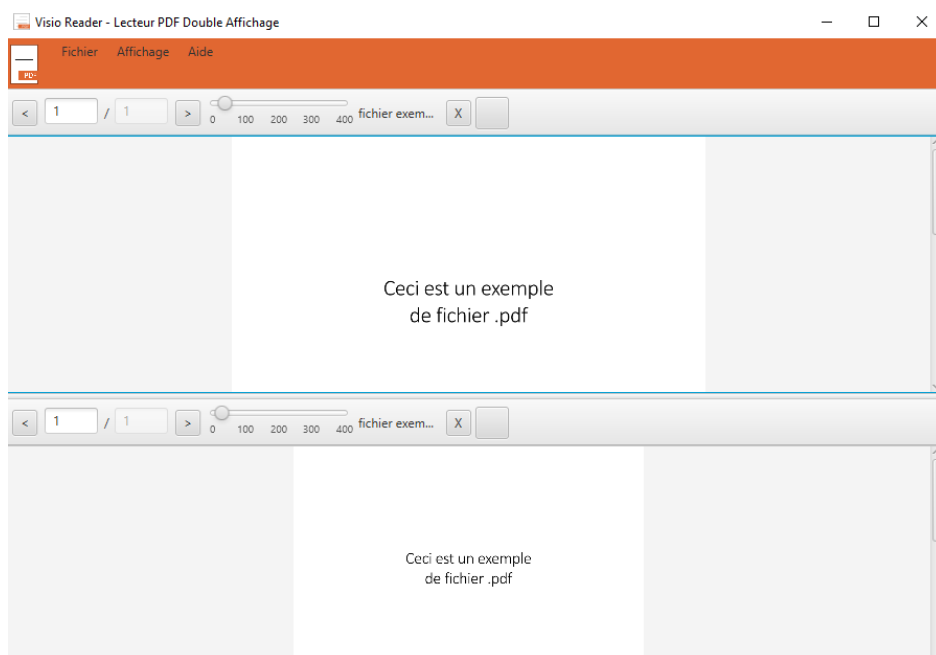 Visio Reader - Lecteur PDF Double Affichage
Fichier Affichage Aide
PD-
< 1 / 1 > 0 100 200 300 400 fichier exem... X
Ceci est un exemple
de fichier .pdf
< 1 / 1 > 0 100 200 300 400 fichier exem... X
Ceci est un exemple
de fichier .pdf